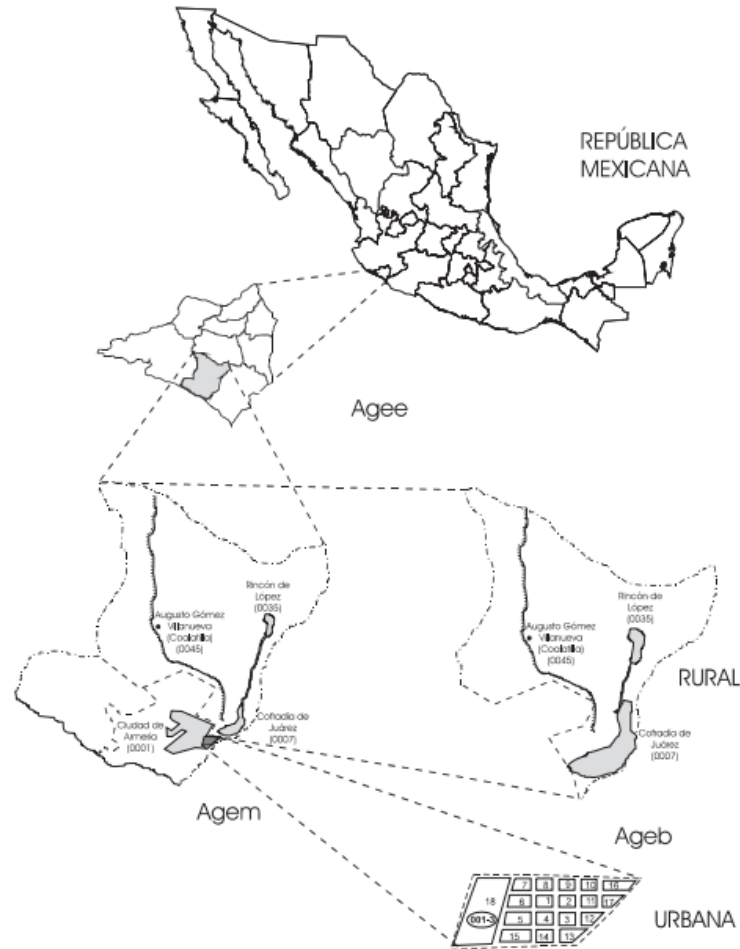 REPÚBLICA
MEXICANA
Agee
Rincón de
López
(0035)
Augusto Gómez
Villanueva
(Coalatilla)
(0045)
Ciudad de
Armería
(0001)
Cofradía de
Juárez
(0007)
Agem
Rincón de
López
(0035)
Augusto Gómez
Villanueva
(Coalatilla)
(0045)
RURAL
Cofradía de
Juárez
(0007)
Ageb
7 8 9 10 16
18
6 1 2 11 17
001-3
5 4 3 12
15 14 13
URBANA